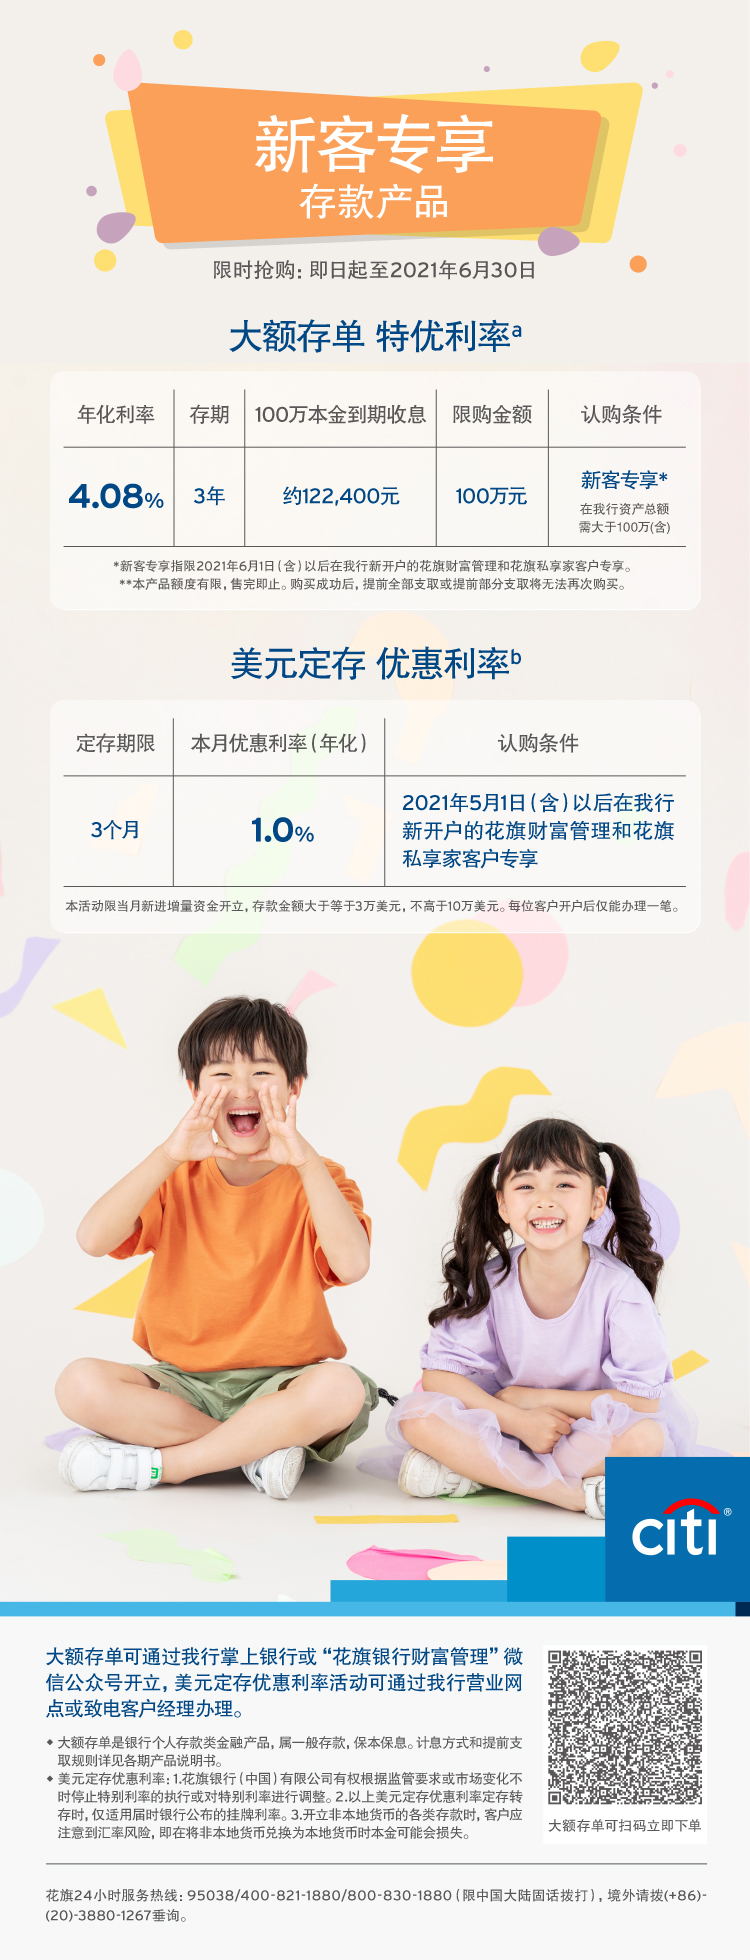 新客专享
存款产品
限时抢购: 即日起至2021年6月30日
大额存单 特优利率a
年化利率 存期 100万本金到期收息 限购金额 认购条件
4.08% 3年 约122,400元 100万元 新客专享*
在我行资产总额
需大于100万(含)
*新客专享指限2021年6月1日(含)以后在我行新开户的花旗财富管理和花旗私享家客户专享。
**本产品额度有限, 售完即止。购买成功后, 提前全部支取或提前部分支取将无法再次购买。
美元定存 优惠利率b
定存期限 本月优惠利率(年化) 认购条件
3个月 1.0% 2021年5月1日(含)以后在我行
新开户的花旗财富管理和花旗
私享家客户专享
本活动限当月新进增量资金开立, 存款金额大于等于3万美元, 不高于10万美元。每位客户开户后仅能办理一笔。
citi®
大额存单可通过我行掌上银行或“花旗银行财富管理”微
信公众号开立, 美元定存优惠利率活动可通过我行营业网
点或致电客户经理办理。
◆ 大额存单是银行个人存款类金融产品, 属一般存款, 保本保息。计息方式和提前支
取规则详见各期产品说明书。
◆ 美元定存优惠利率: 1.花旗银行(中国)有限公司有权根据监管要求或市场变化不
时停止特别利率的执行或对特别利率进行调整。2.以上美元定存优惠利率定存转
存时, 仅适用届时银行公布的挂牌利率。3.开立非本地货币的各类存款时, 客户应
注意到汇率风险, 即在将非本地货币兑换为本地货币时本金可能会损失。
大额存单可扫码立即下单
花旗24小时服务热线: 95038/400-821-1880/800-830-1880(限中国大陆固话拨打), 境外请拨(+86)-
(20)-3880-1267垂询。